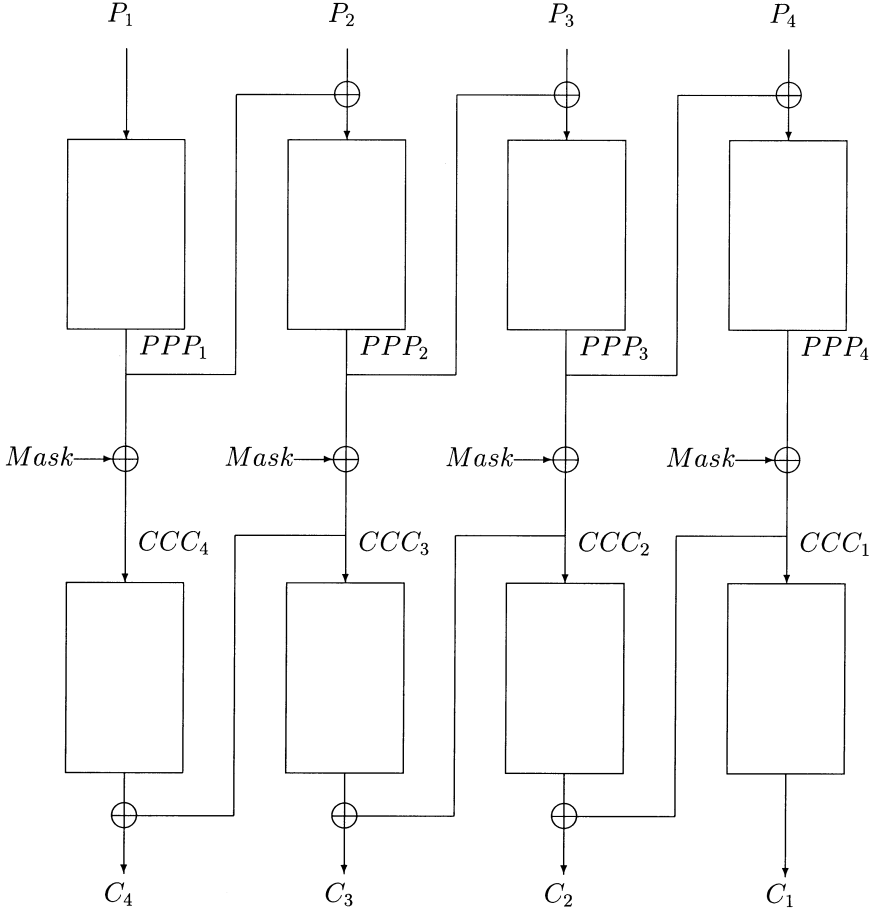 P₁ P₂ P₃ P₄
PPP₁ PPP₂ PPP₃ PPP₄
Mask Mask Mask Mask
CCC₄ CCC₃ CCC₂ CCC₁
C₄ C₃ C₂ C₁